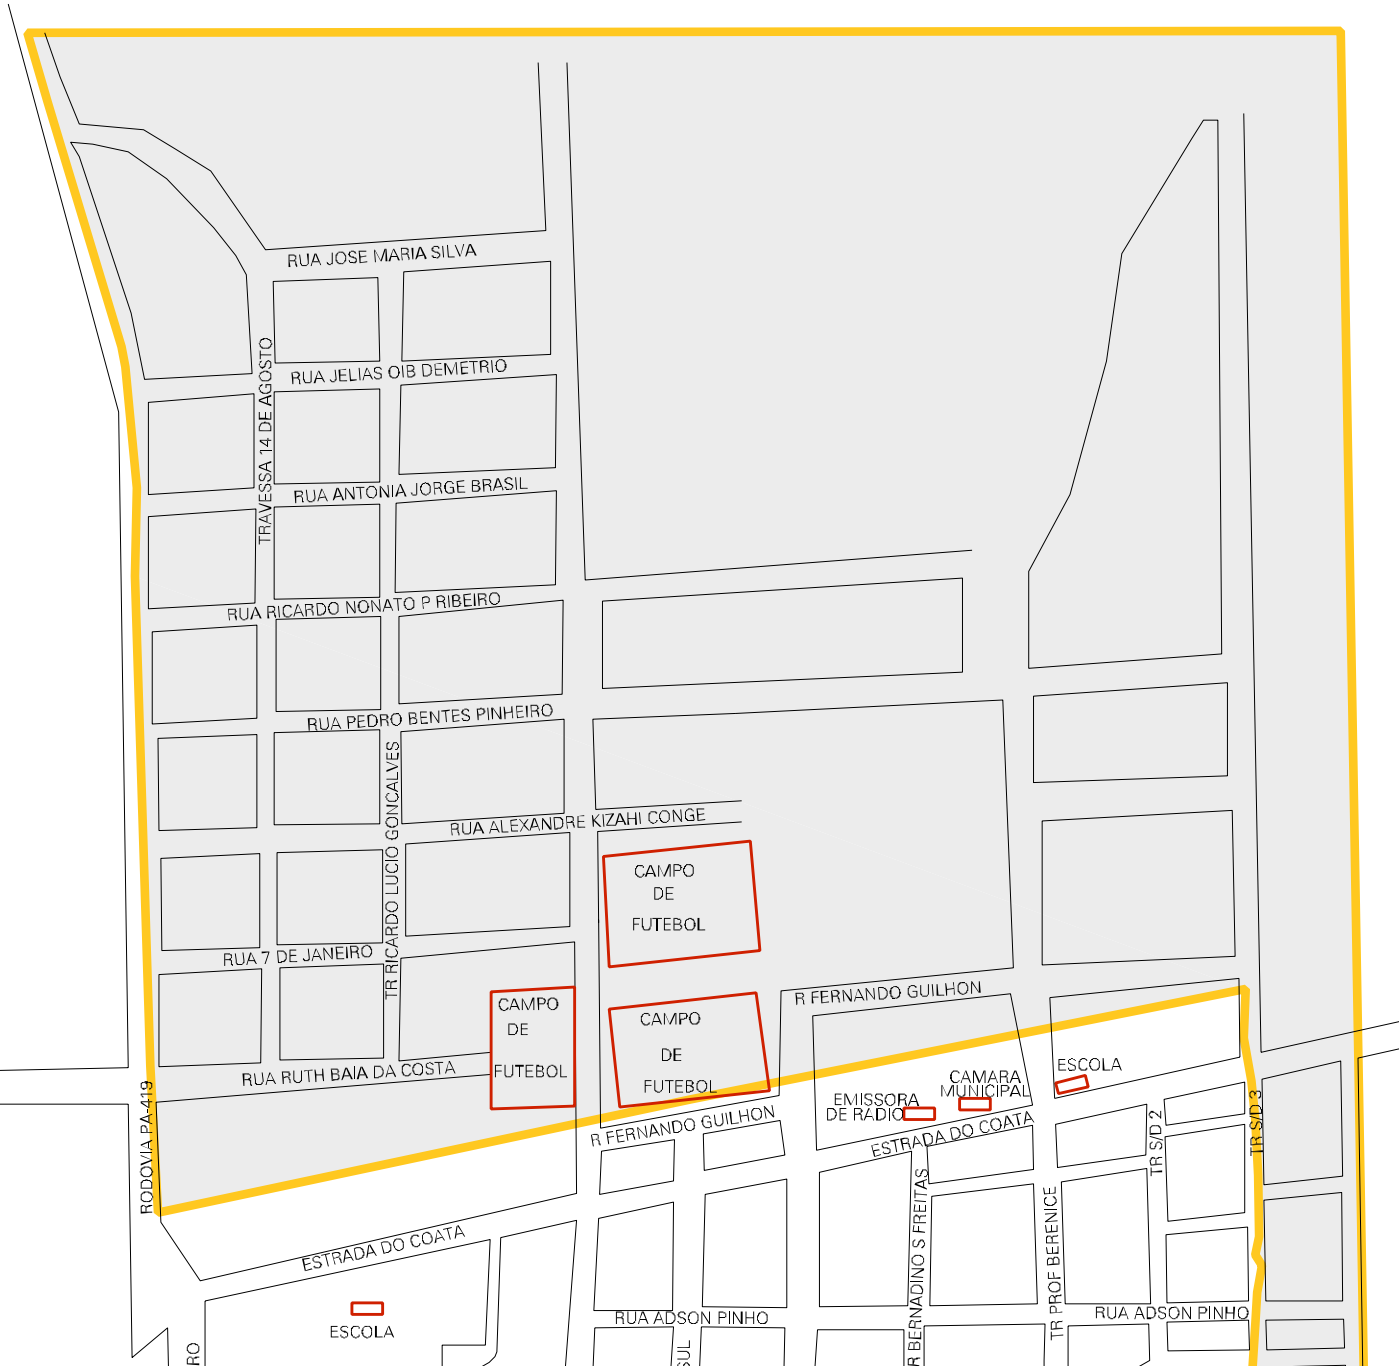 RUA JOSE MARIA SILVA
TRAVESSA 14 DE AGOSTO
RUA JELIAS OIB DEMETRIO
RUA ANTONIA JORGE BRASIL
RUA RICARDO NONATO P RIBEIRO
RUA PEDRO BENTES PINHEIRO
TR RICARDO LUCIO GONCALVES
RUA ALEXANDRE KIZAHI CONGE
CAMPO
DE
FUTEBOL
RUA 7 DE JANEIRO
R FERNANDO GUILHON
CAMPO
DE
FUTEBOL
CAMPO
DE
FUTEBOL
RUA RUTH BAIA DA COSTA
RODOVIA PA-419
ESCOLA
CAMARA
MUNICIPAL
EMISSORA
DE RADIO
R FERNANDO GUILHON
ESTRADA DO COATA
TR S/D 2
TR S/D 3
R BERNADINO S FREITAS
TR PROF BERENICE
ESTRADA DO COATA
RUA ADSON PINHO
RUA ADSON PINHO
ESCOLA
RO
SUL